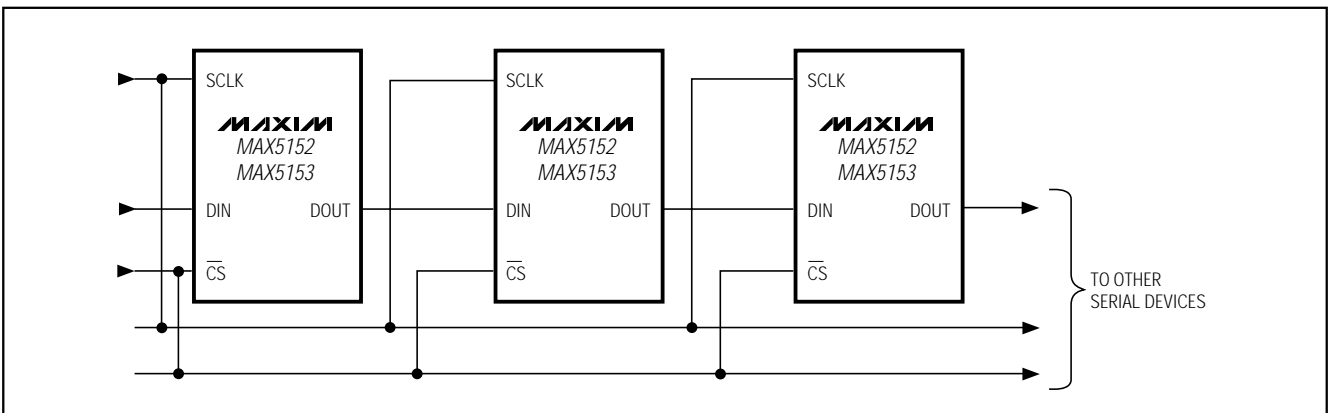 SCLK
MAXIM
MAX5152
MAX5153
DIN DOUT
CS
SCLK
MAXIM
MAX5152
MAX5153
DIN DOUT
CS
SCLK
MAXIM
MAX5152
MAX5153
DIN DOUT
CS
TO OTHER
SERIAL DEVICES